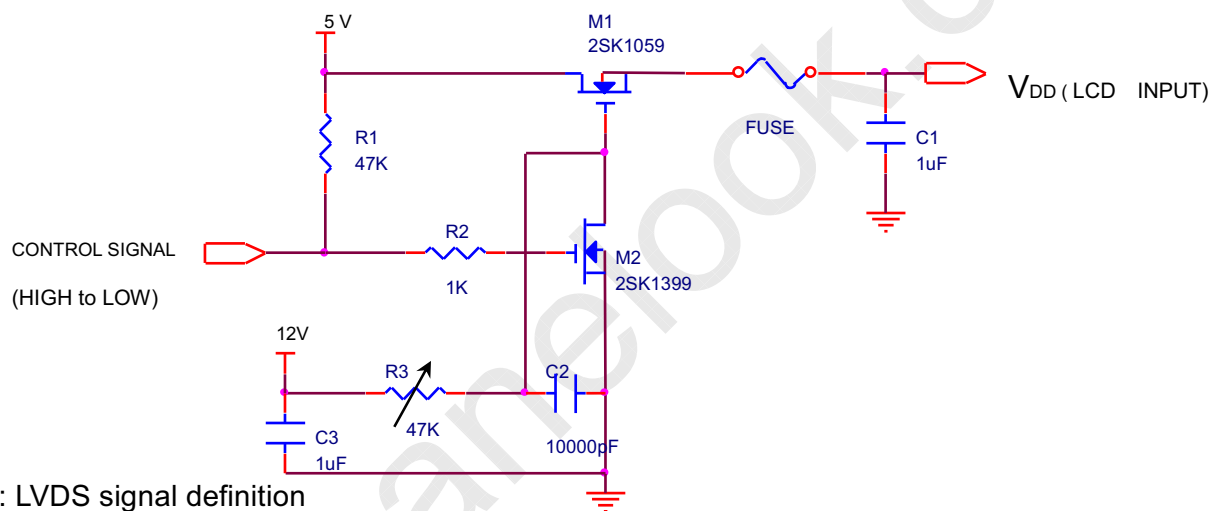 5 V
M1
2SK1059
VDD ( LCD INPUT)
FUSE
R1
47K
C1
1uF
CONTROL SIGNAL
(HIGH to LOW)
R2
1K
M2
2SK1399
12V
R3
47K
C2
10000pF
C3
1uF
: LVDS signal definition